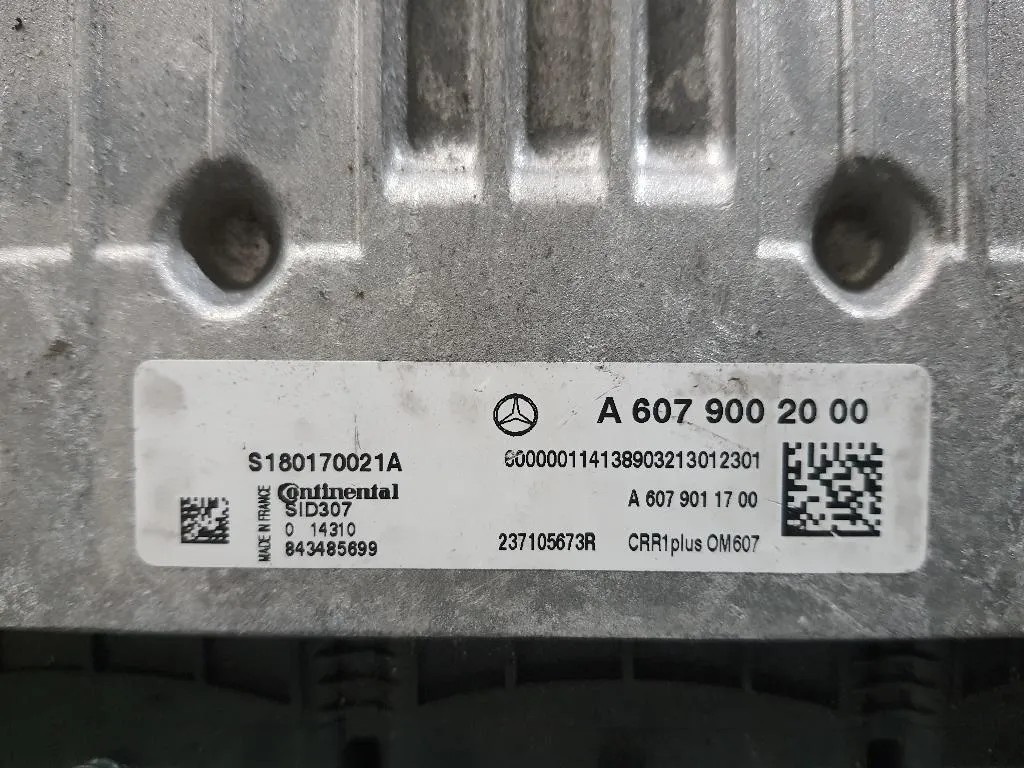 A 607 900 20 00
S180170021A
600000114138903213012301
Continental
SID307
0 14310
843485699
MADE IN FRANCE
A 607 901 17 00
237105673R
CRR1plus OM607